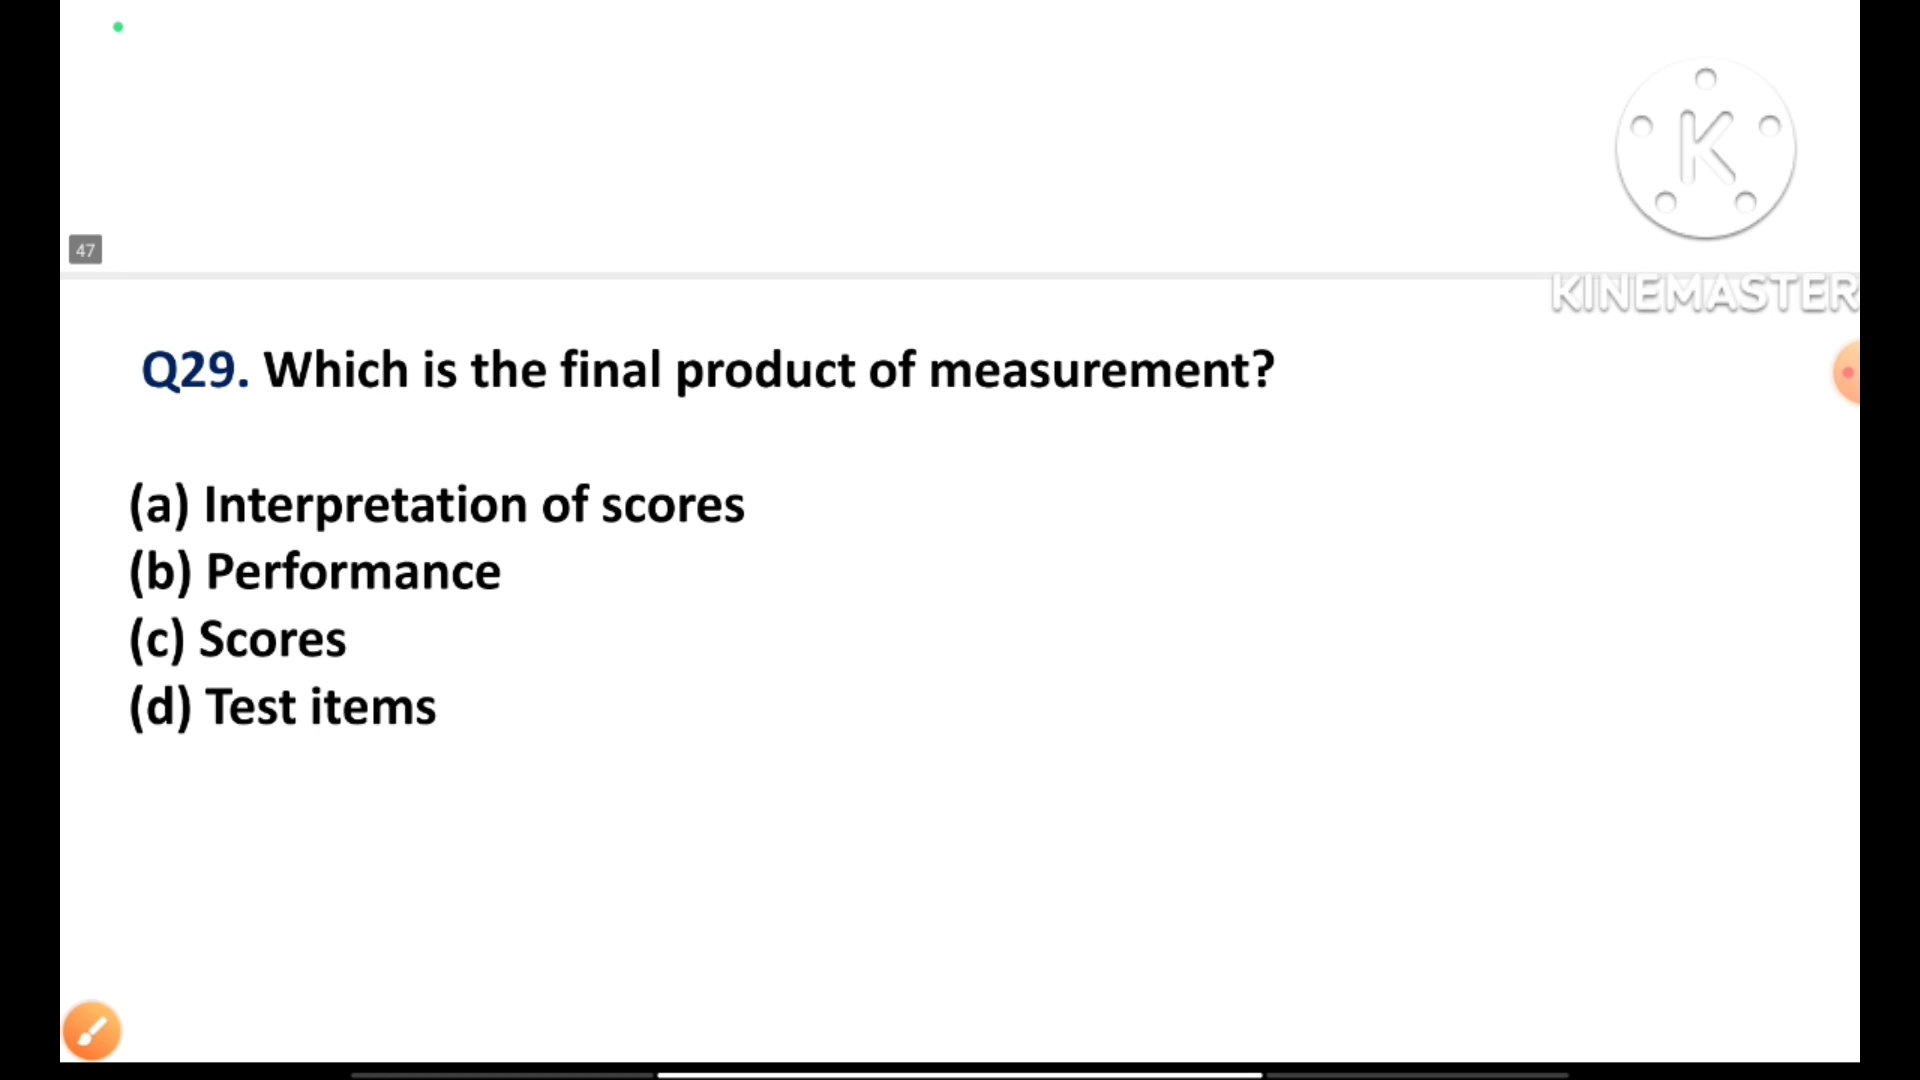 K
KINEMASTER
47
Q29. Which is the final product of measurement?
(a) Interpretation of scores
(b) Performance
(c) Scores
(d) Test items